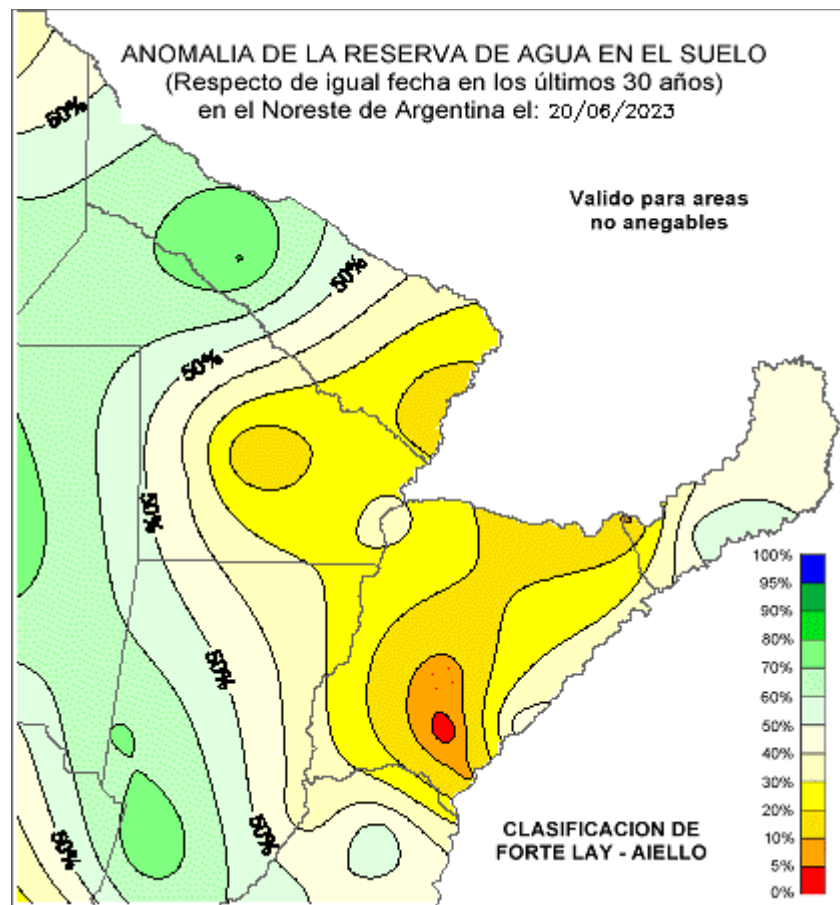 ANOMALIA DE LA RESERVA DE AGUA EN EL SUELO
(Respecto de igual fecha en los últimos 30 años)
en el Noreste de Argentina el: 20/06/2023
Valido para areas
no anegables
50%
50%
50%
50%
50%
50%
100%
95%
90%
80%
70%
60%
50%
40%
30%
20%
10%
5%
0%
CLASIFICACION DE
FORTE LAY - AIELLO